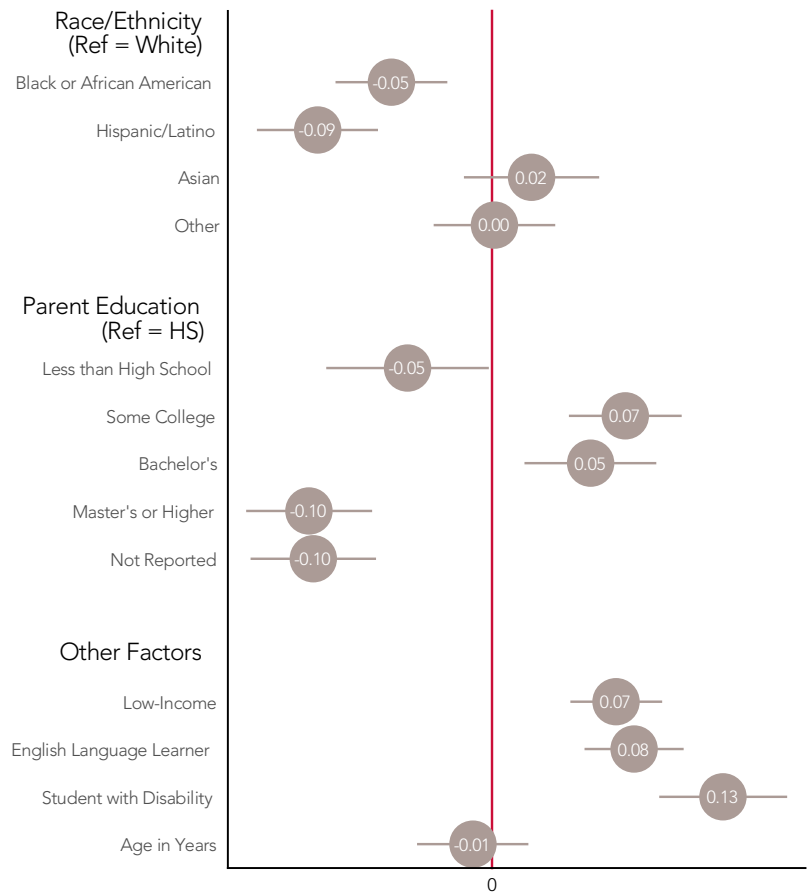 Race/Ethnicity
(Ref = White)
Black or African American -0.05
Hispanic/Latino -0.09
Asian 0.02
Other 0.00
Parent Education
(Ref = HS)
Less than High School -0.05
Some College 0.07
Bachelor's 0.05
Master's or Higher -0.10
Not Reported -0.10
Other Factors
Low-Income 0.07
English Language Learner 0.08
Student with Disability 0.13
Age in Years -0.01
0